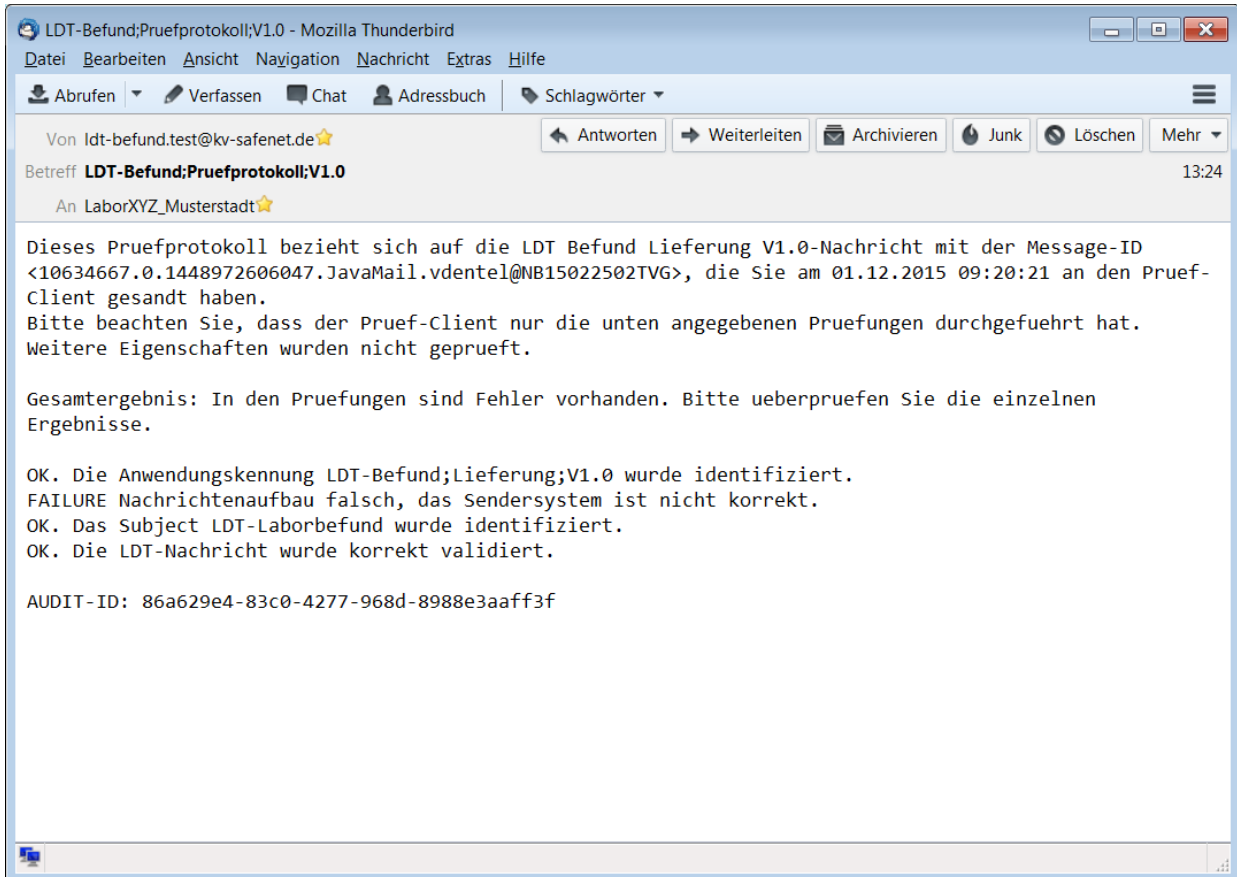 LDT-Befund;Pruefprotokoll;V1.0 - Mozilla Thunderbird
Datei Bearbeiten Ansicht Navigation Nachricht Extras Hilfe
Abrufen Verfassen Chat Adressbuch Schlagwörter
Von ldt-befund.test@kv-safenet.de Antworten Weiterleiten Archivieren Junk Löschen Mehr
Betreff LDT-Befund;Pruefprotokoll;V1.0 13:24
An LaborXYZ_Musterstadt
Dieses Pruefprotokoll bezieht sich auf die LDT Befund Lieferung V1.0-Nachricht mit der Message-ID
<10634667.0.1448972606047.JavaMail.vdentel@NB15022502TVG>, die Sie am 01.12.2015 09:20:21 an den Pruef-
Client gesandt haben.
Bitte beachten Sie, dass der Pruef-Client nur die unten angegebenen Pruefungen durchgefuehrt hat.
Weitere Eigenschaften wurden nicht geprueft.
Gesamtergebnis: In den Pruefungen sind Fehler vorhanden. Bitte ueberpruefen Sie die einzelnen
Ergebnisse.
OK. Die Anwendungskennung LDT-Befund;Lieferung;V1.0 wurde identifiziert.
FAILURE Nachrichtenaufbau falsch, das Sendersystem ist nicht korrekt.
OK. Das Subject LDT-Laborbefund wurde identifiziert.
OK. Die LDT-Nachricht wurde korrekt validiert.
AUDIT-ID: 86a629e4-83c0-4277-968d-8988e3aaff3f